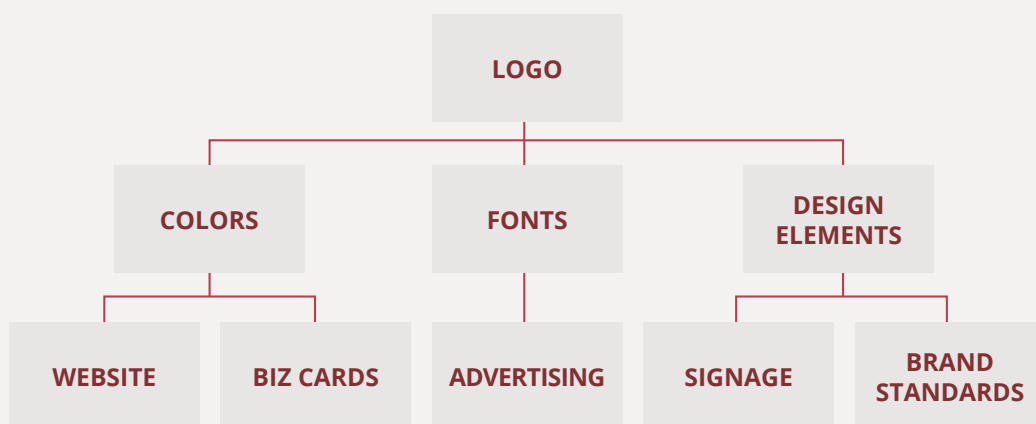 LOGO
COLORS
FONTS
DESIGN
ELEMENTS
WEBSITE
BIZ CARDS
ADVERTISING
SIGNAGE
BRAND
STANDARDS